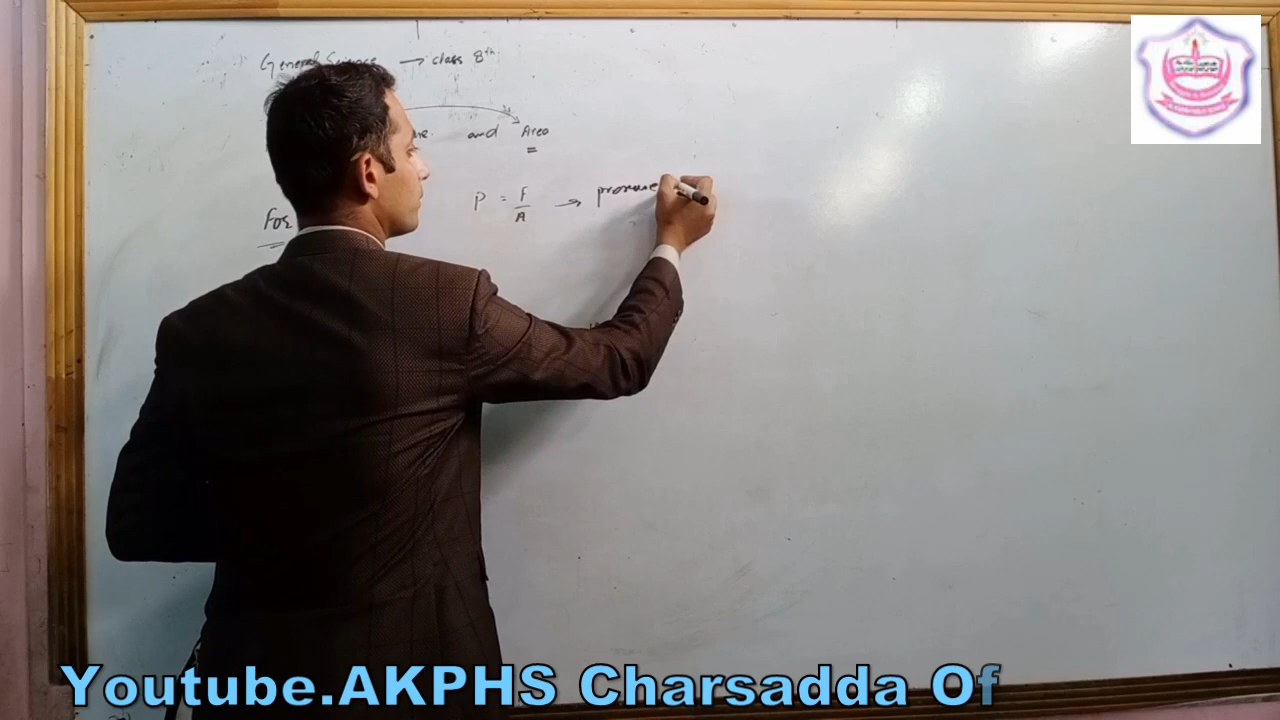 General Science → class 8th
and Area
For P = F/A → pressure
Youtube.AKPHS Charsadda Of